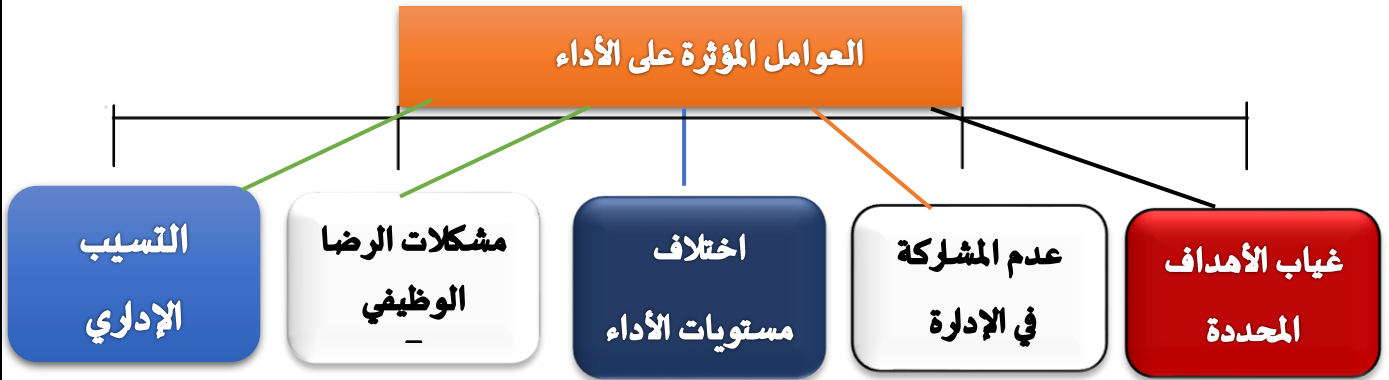 العوامل المؤثرة على الأداء
غياب الأهداف
المحددة
عدم المشاركة
في الإدارة
اختلاف
مستويات الأداء
مشكلات الرضا
الوظيفي
–
التسيب
الإداري